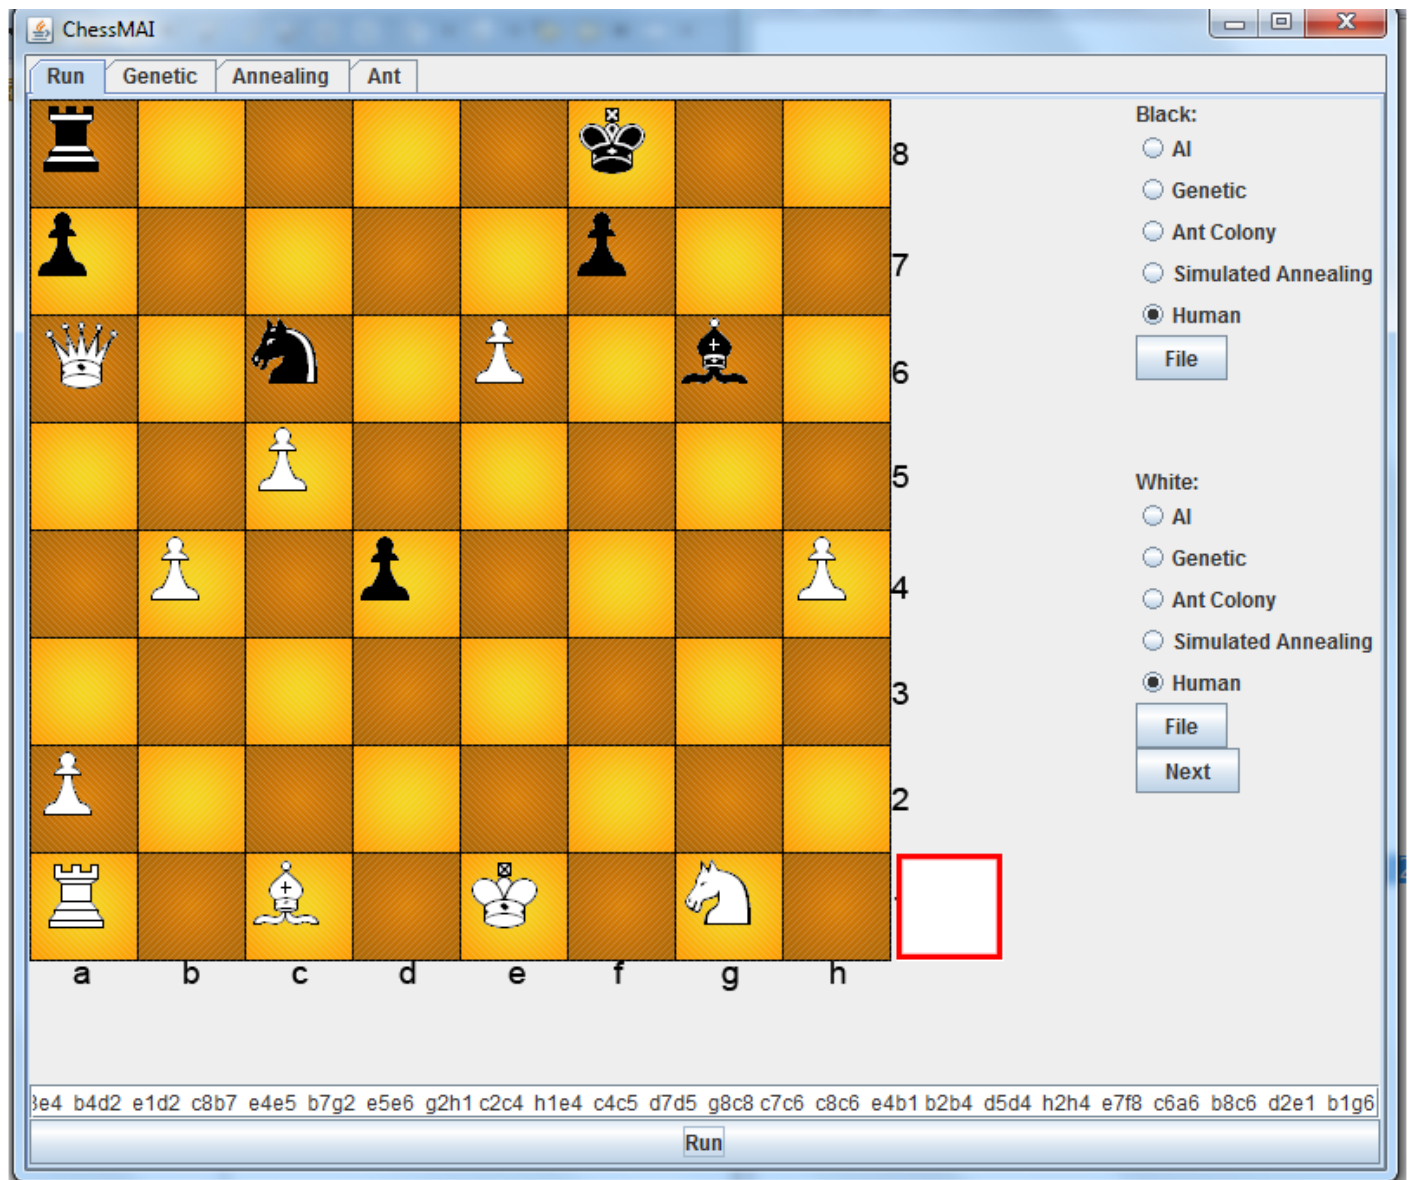 ChessMAI
Run Genetic Annealing Ant
Black:
8
AI
Genetic
Ant Colony
7
Simulated Annealing
Human
File
6
5
White:
AI
Genetic
4
Ant Colony
Simulated Annealing
Human
3
File
Next
2
a b c d e f g h
b4d2 e1d2 c8b7 e4e5 b7g2 e5e6 g2h1 c2c4 h1e4 c4c5 d7d5 g8c8 c7c6 c8c6 e4b1 b2b4 d5d4 h2h4 e7f8 c6a6 b8c6 d2e1 b1g6
Run